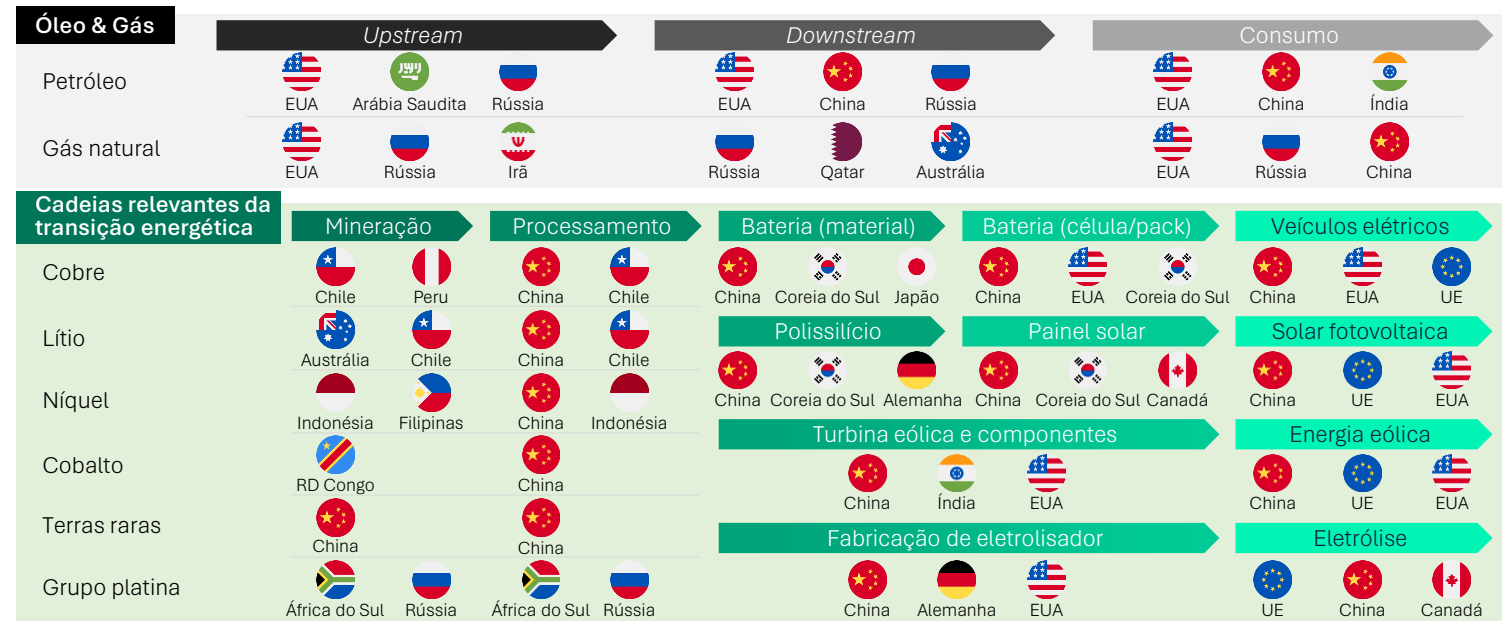 Óleo & Gás
Upstream Downstream Consumo
Petróleo
EUA Arábia Saudita Rússia EUA China Rússia EUA China Índia
Gás natural
EUA Rússia Irã Rússia Qatar Austrália EUA Rússia China
Cadeias relevantes da
transição energética
Mineração Processamento Bateria (material) Bateria (célula/pack) Veículos elétricos
Cobre
Chile Peru China Chile China Coreia do Sul Japão China EUA Coreia do Sul China EUA UE
Polissilício Painel solar Solar fotovoltaica
Lítio
Austrália Chile China Chile
China Coreia do Sul Alemanha China Coreia do Sul Canadá China UE EUA
Níquel
Indonésia Filipinas China Indonésia
Turbina eólica e componentes Energia eólica
Cobalto
RD Congo China
China Índia EUA China UE EUA
Terras raras
China China
Fabricação de eletrolisador Eletrólise
Grupo platina
África do Sul Rússia África do Sul Rússia China Alemanha EUA UE China Canadá